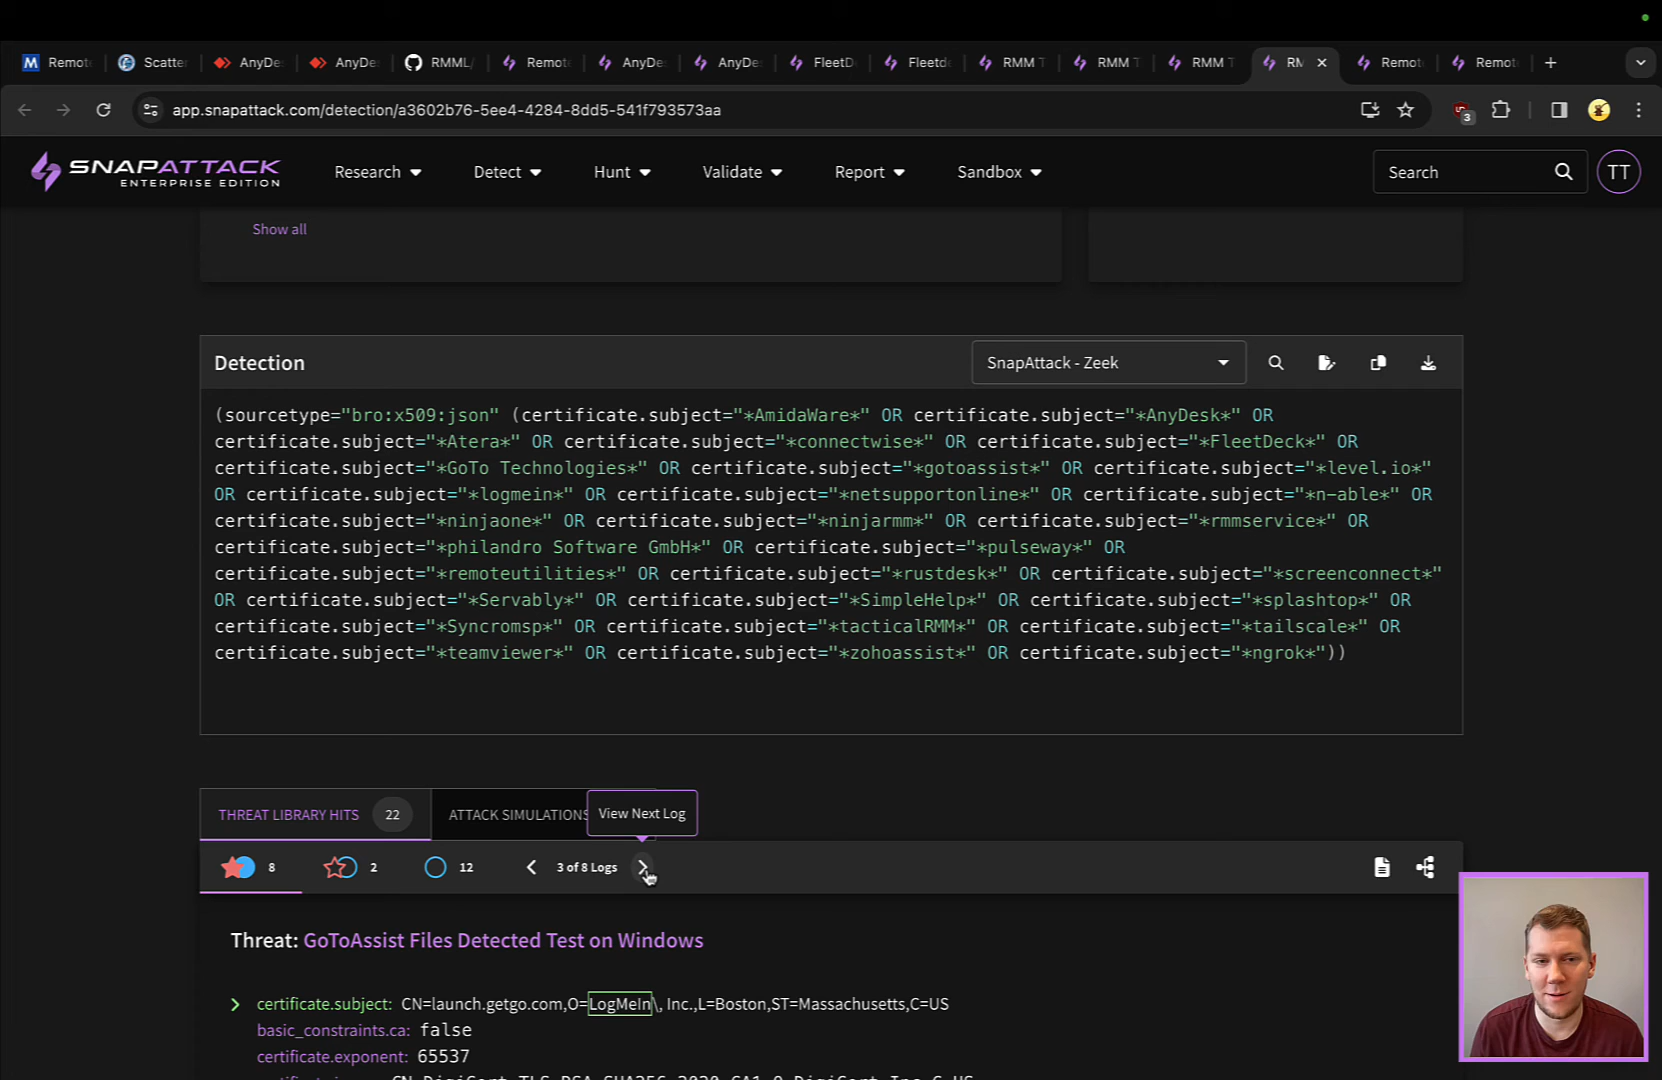 Remote
Scatter
AnyDes
AnyDe
RMML/
Remot
AnyDe
AnyDe
FleetD
Fleetde
RMM T
RMM T
RMM T
RM
Remot
Remot
app.snapattack.com/detection/a3602b76-5ee4-4284-8dd5-541f793573aa
3
SNAPATTACK
ENTERPRISE EDITION
Research
Detect
Hunt
Validate
Report
Sandbox
Search
TT
Show all
Detection
SnapAttack - Zeek
(sourcetype="bro:x509:json" (certificate.subject="*AmidaWare*" OR certificate.subject="*AnyDesk*" OR
certificate.subject="*Atera*" OR certificate.subject="*connectwise*" OR certificate.subject="*FleetDeck*" OR
certificate.subject="*GoTo Technologies*" OR certificate.subject="*gotoassist*" OR certificate.subject="*level.io*"
OR certificate.subject="*logmein*" OR certificate.subject="*netsupportonline*" OR certificate.subject="*n-able*" OR
certificate.subject="*ninjaone*" OR certificate.subject="*ninjarmm*" OR certificate.subject="*rmmservice*" OR
certificate.subject="*philandro Software GmbH*" OR certificate.subject="*pulseway*" OR
certificate.subject="*remoteutilities*" OR certificate.subject="*rustdesk*" OR certificate.subject="*screenconnect*"
OR certificate.subject="*Servably*" OR certificate.subject="*SimpleHelp*" OR certificate.subject="*splashtop*" OR
certificate.subject="*Syncromsp*" OR certificate.subject="*tacticalRMM*" OR certificate.subject="*tailscale*" OR
certificate.subject="*teamviewer*" OR certificate.subject="*zohoassist*" OR certificate.subject="*ngrok*"))
THREAT LIBRARY HITS 22
ATTACK SIMULATIONS
View Next Log
8
2
12
3 of 8 Logs
Threat: GoToAssist Files Detected Test on Windows
certificate.subject: CN=launch.getgo.com,O=LogMeIn\, Inc.,L=Boston,ST=Massachusetts,C=US
basic_constraints.ca: false
certificate.exponent: 65537